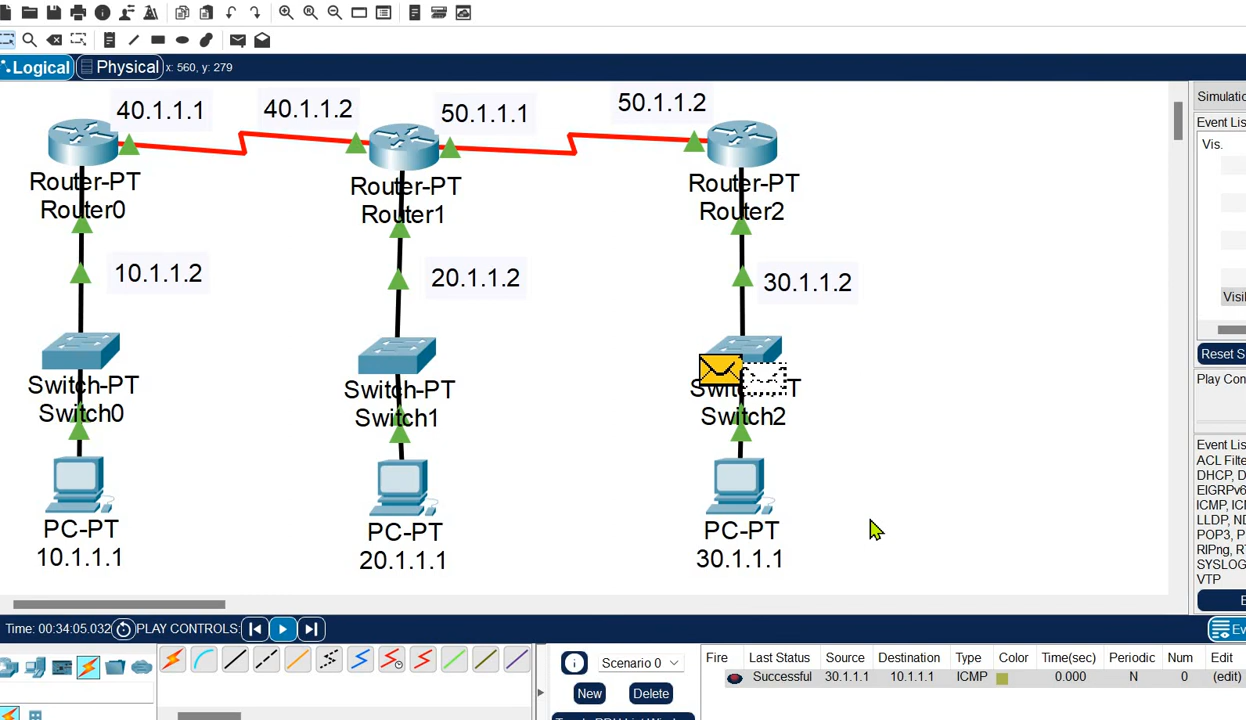 Logical
Physical
x: 560, y: 279
Simulatio
Event Lis
Vis.
Visi
Reset S
Play Con
Event Lis
ACL Filte
DHCP, D
EIGRPv6
ICMP, IC
LLDP, ND
POP3, P
RIPng, RT
SYSLOG
VTP
E
Ev
40.1.1.1
40.1.1.2
50.1.1.1
50.1.1.2
Router-PT
Router0
Router-PT
Router1
Router-PT
Router2
10.1.1.2
20.1.1.2
30.1.1.2
Switch-PT
Switch0
Switch-PT
Switch1
Switch2
PC-PT
10.1.1.1
PC-PT
20.1.1.1
PC-PT
30.1.1.1
Time: 00:34:05.032
PLAY CONTROLS:
Scenario 0
New
Delete
Fire Last Status Source Destination Type Color Time(sec) Periodic Num Edit
Successful 30.1.1.1 10.1.1.1 ICMP 0.000 N 0 (edit)